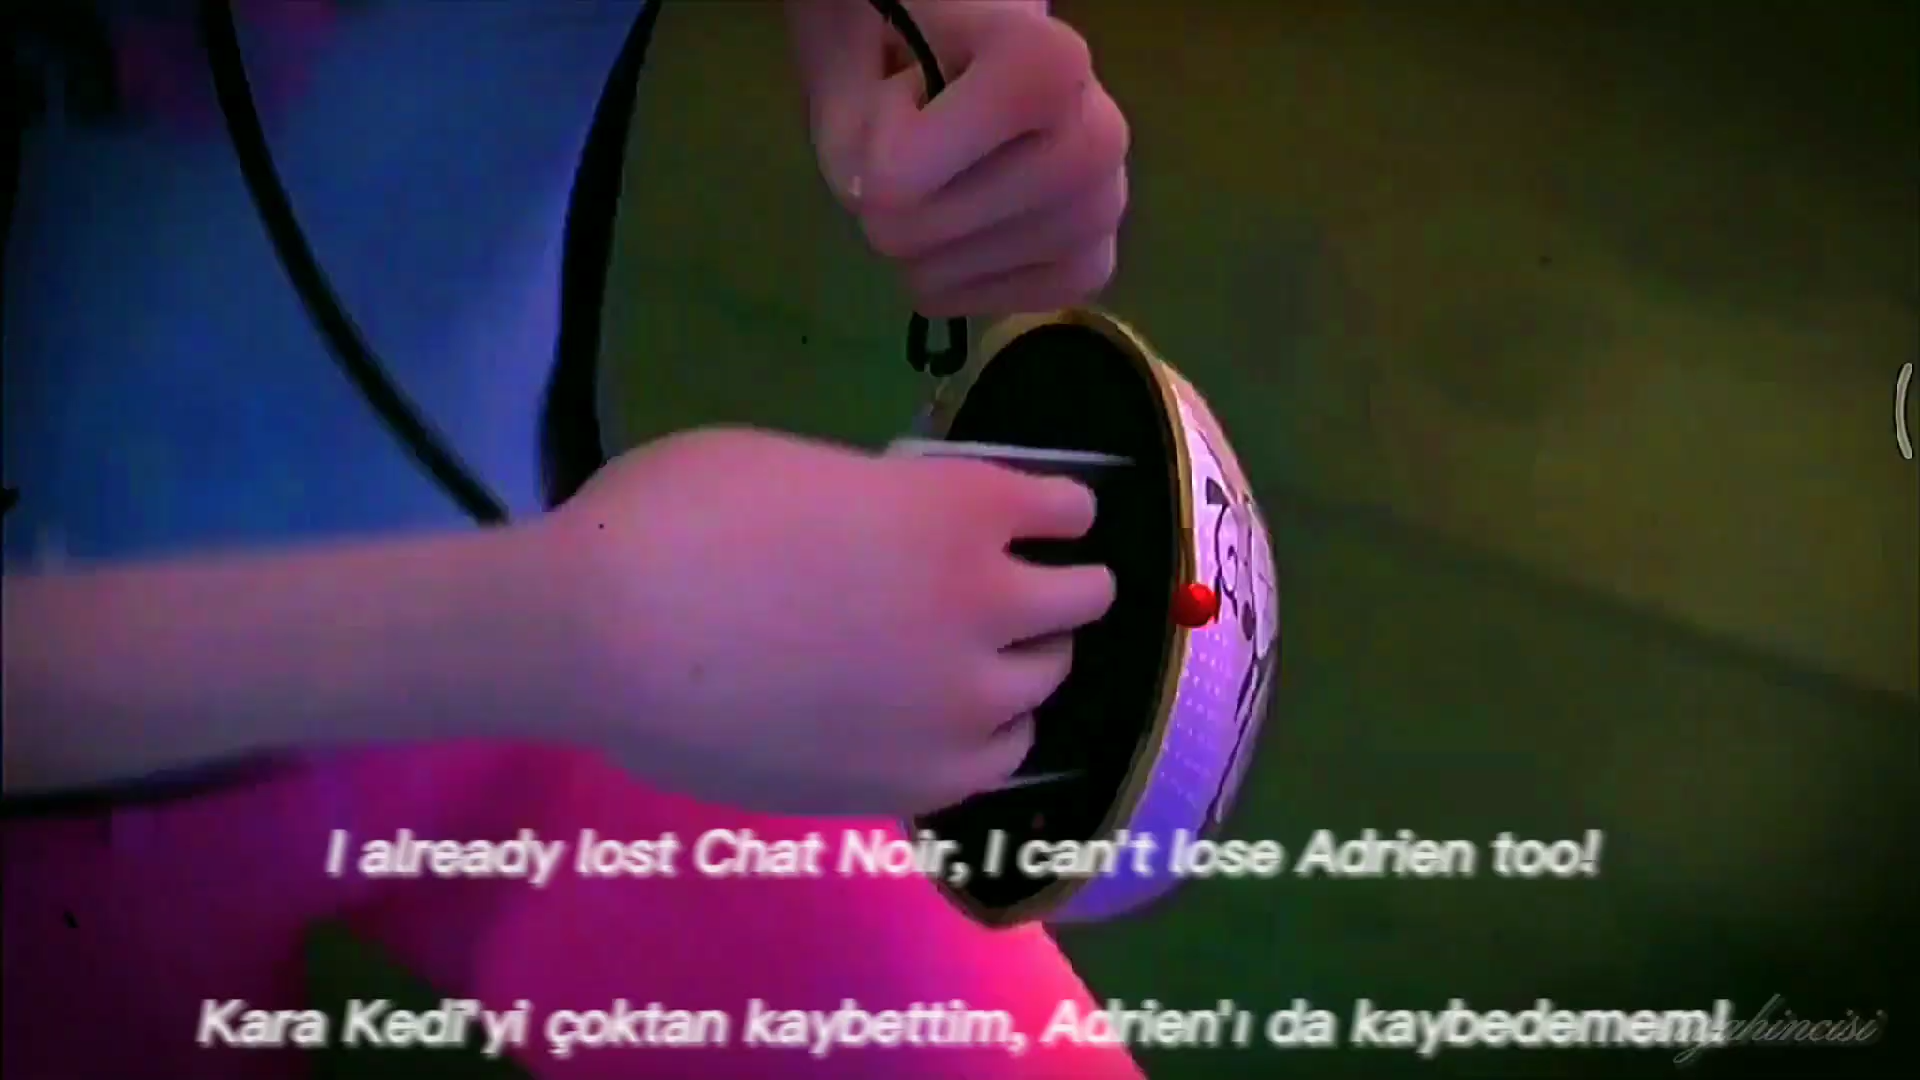 I already lost Chat Noir, I can't lose Adrien too!
Kara Kedi'yi çoktan kaybettim, Adrien'ı da kaybedemem!